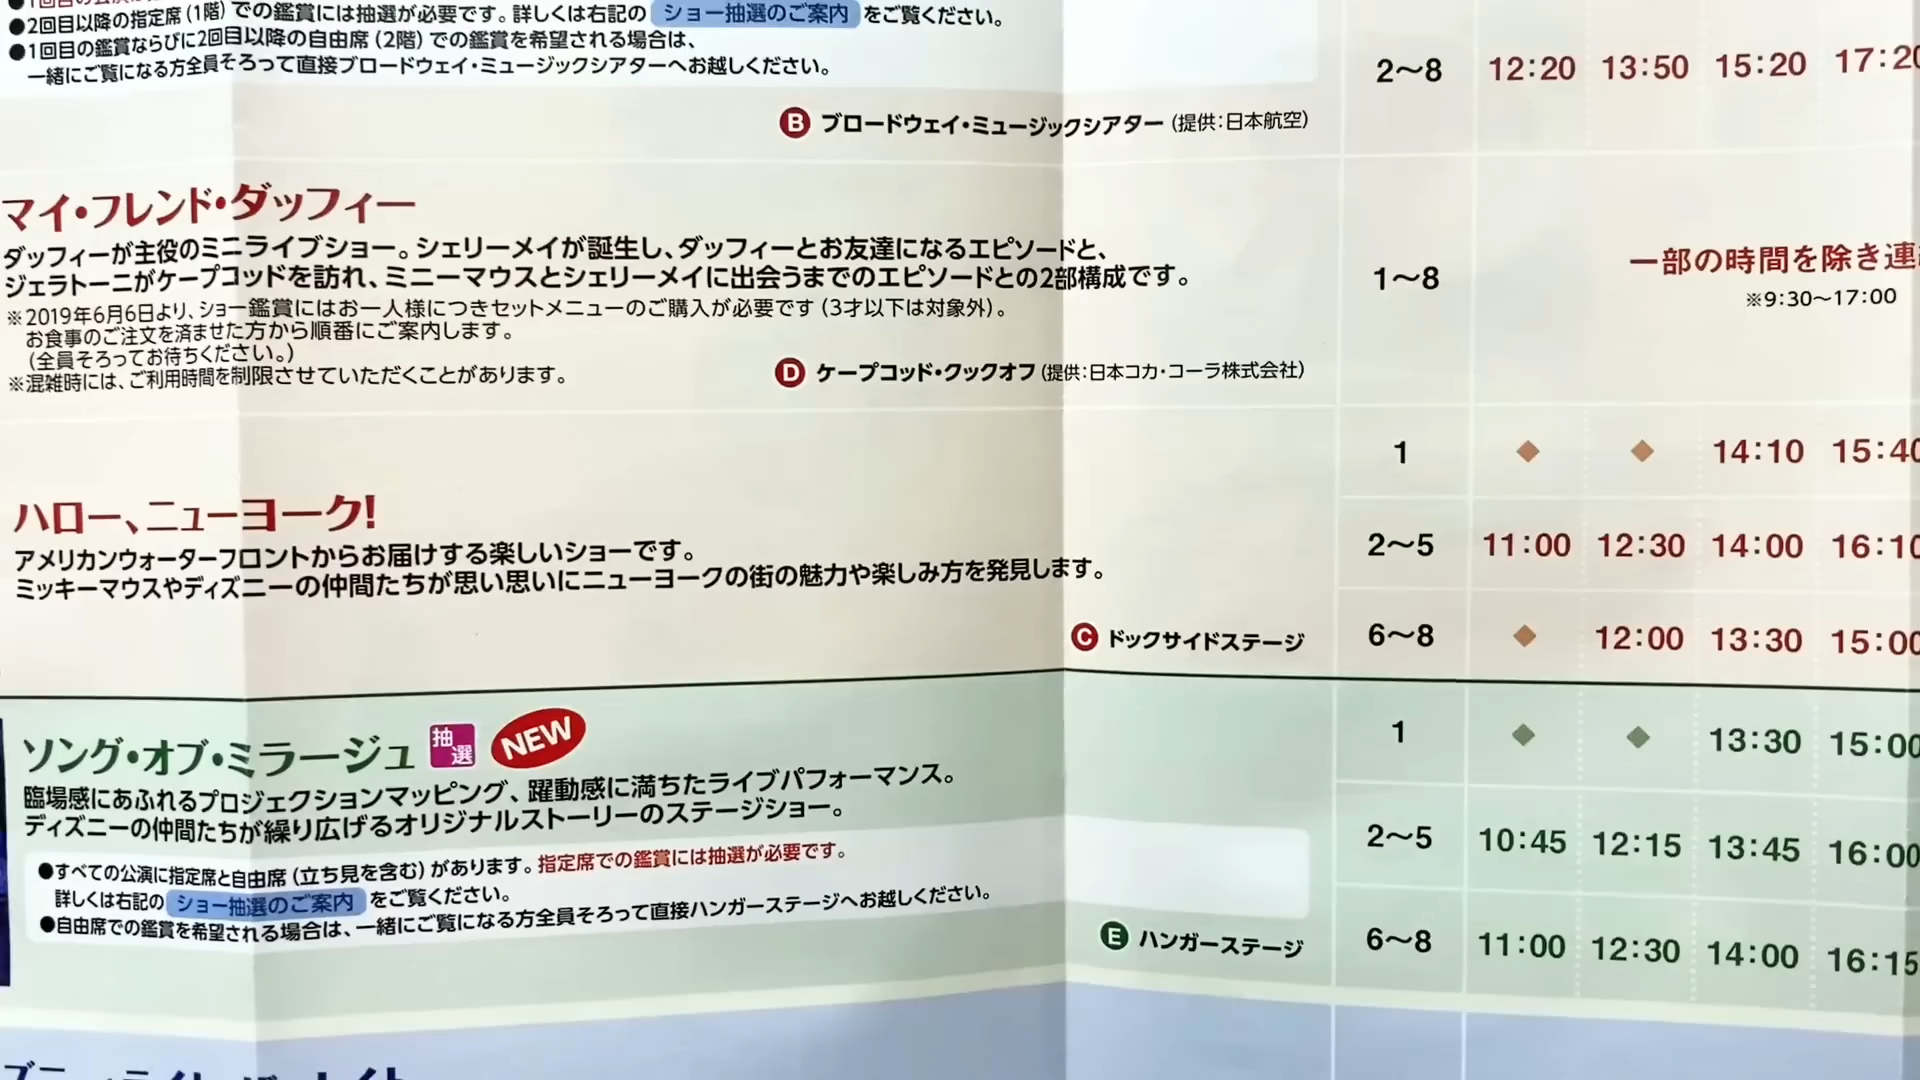 ●2回目以降の指定席(1階)での鑑賞には抽選が必要です。詳しくは右記の ショー抽選のご案内 をご覧ください。
●1回目の鑑賞ならびに2回目以降の自由席(2階)での鑑賞を希望される場合は、
一緒にご覧になる方全員そろって直接ブロードウェイ・ミュージックシアターへお越しください。
2〜8 12:20 13:50 15:20 17:20
B ブロードウェイ・ミュージックシアター(提供:日本航空)
マイ・フレンド・ダッフィー
ダッフィーが主役のミニライブショー。シェリーメイが誕生し、ダッフィーとお友達になるエピソードと、
ジェラトーニがケープコッドを訪れ、ミニーマウスとシェリーメイに出会うまでのエピソードとの2部構成です。
※2019年6月6日より、ショー鑑賞にはお一人様につきセットメニューのご購入が必要です(3才以下は対象外)。
お食事のご注文を済ませた方から順番にご案内します。
(全員そろってお待ちください。)
※混雑時には、ご利用時間を制限させていただくことがあります。
D ケープコッド・クックオフ(提供:日本コカ・コーラ株式会社)
1〜8 一部の時間を除き連
※9:30〜17:00
ハロー、ニューヨーク!
アメリカンウォーターフロントからお届けする楽しいショーです。
ミッキーマウスやディズニーの仲間たちが思い思いにニューヨークの街の魅力や楽しみ方を発見します。
C ドックサイドステージ
1 ◆ ◆ 14:10 15:40
2〜5 11:00 12:30 14:00 16:10
6〜8 ◆ 12:00 13:30 15:00
ソング・オブ・ミラージュ 抽選 NEW
臨場感にあふれるプロジェクションマッピング、躍動感に満ちたライブパフォーマンス。
ディズニーの仲間たちが繰り広げるオリジナルストーリーのステージショー。
●すべての公演に指定席と自由席(立ち見を含む)があります。指定席での鑑賞には抽選が必要です。
詳しくは右記の ショー抽選のご案内 をご覧ください。
●自由席での鑑賞を希望される場合は、一緒にご覧になる方全員そろって直接ハンガーステージへお越しください。
E ハンガーステージ
1 ◆ ◆ 13:30 15:00
2〜5 10:45 12:15 13:45 16:00
6〜8 11:00 12:30 14:00 16:15